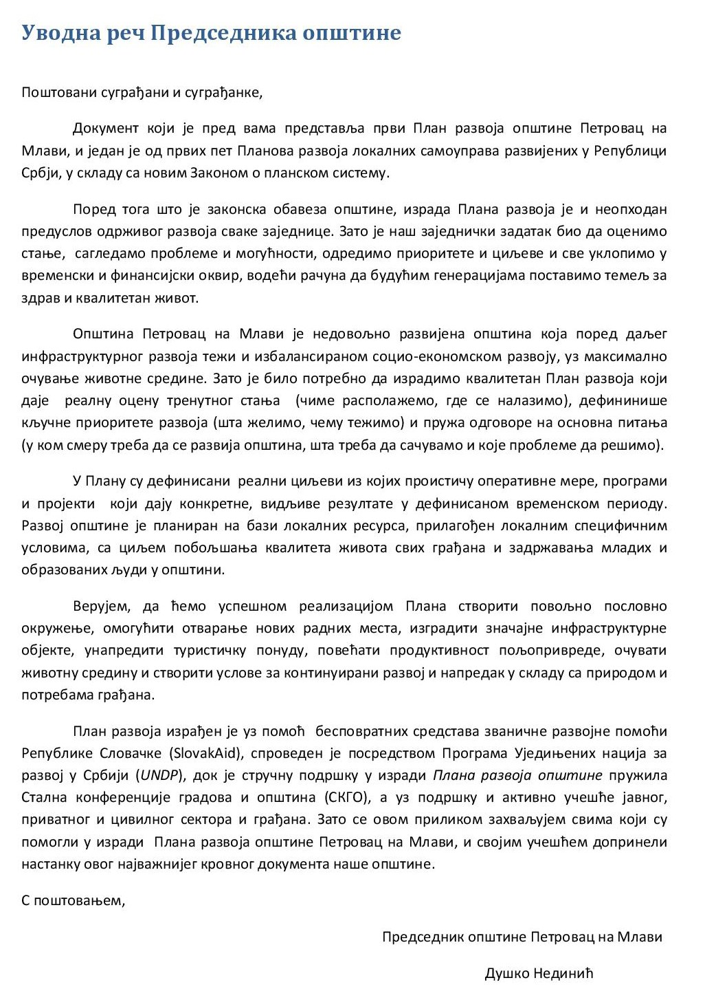 Уводна реч Председника општине
Поштовани суграђани и суграђанке,
Документ који је пред вама представља први План развоја општине Петровац на
Млави, и један је од првих пет Планова развоја локалних самоуправа развијених у Републици
Србји, у складу са новим Законом о планском систему.
Поред тога што је законска обавеза општине, израда Плана развоја је и неопходан
предуслов одрживог развоја сваке заједнице. Зато је наш заједнички задатак био да оценимо
стање, сагледамо проблеме и могућности, одредимо приоритете и циљеве и све уклопимо у
временски и финансијски оквир, водећи рачуна да будућим генерацијама поставимо темељ за
здрав и квалитетан живот.
Општина Петровац на Млави је недовољно развијена општина која поред даљег
инфраструктурног развоја тежи и избалансираном социо-економском развоју, уз максимално
очување животне средине. Зато је било потребно да израдимо квалитетан План развоја који
даје реалну оцену тренутног стања (чиме располажемо, где се налазимо), дефининише
кључне приоритете развоја (шта желимо, чему тежимо) и пружа одговоре на основна питања
(у ком смеру треба да се развија општина, шта треба да сачувамо и које проблеме да решимо).
У Плану су дефинисани реални циљеви из којих проистичу оперативне мере, програми
и пројекти који дају конкретне, видљиве резултате у дефинисаном временском периоду.
Развој општине је планиран на бази локалних ресурса, прилагођен локалним специфичним
условима, са циљем побољшања квалитета живота свих грађана и задржавања младих и
образованих људи у општини.
Верујем, да ћемо успешном реализацијом Плана створити повољно пословно
окружење, омогућити отварање нових радних места, изградити значајне инфраструктурне
објекте, унапредити туристичку понуду, повећати продуктивност пољопривреде, очувати
животну средину и створити услове за континуирани развој и напредак у складу са природом и
потребама грађана.
План развоја израђен је уз помоћ бесповратних средстава званичне развојне помоћи
Републике Словачке (SlovakAid), спроведен је посредством Програма Уједињених нација за
развој у Србији (UNDP), док је стручну подршку у изради Плана развоја општине пружила
Стална конференције градова и општина (СКГО), а уз подршку и активно учешће јавног,
приватног и цивилног сектора и грађана. Зато се овом приликом захваљујем свима који су
помогли у изради Плана развоја општине Петровац на Млави, и својим учешћем допринели
настанку овог најважнијег кровног документа наше општине.
С поштовањем,
Председник општине Петровац на Млави
Душко Нединић